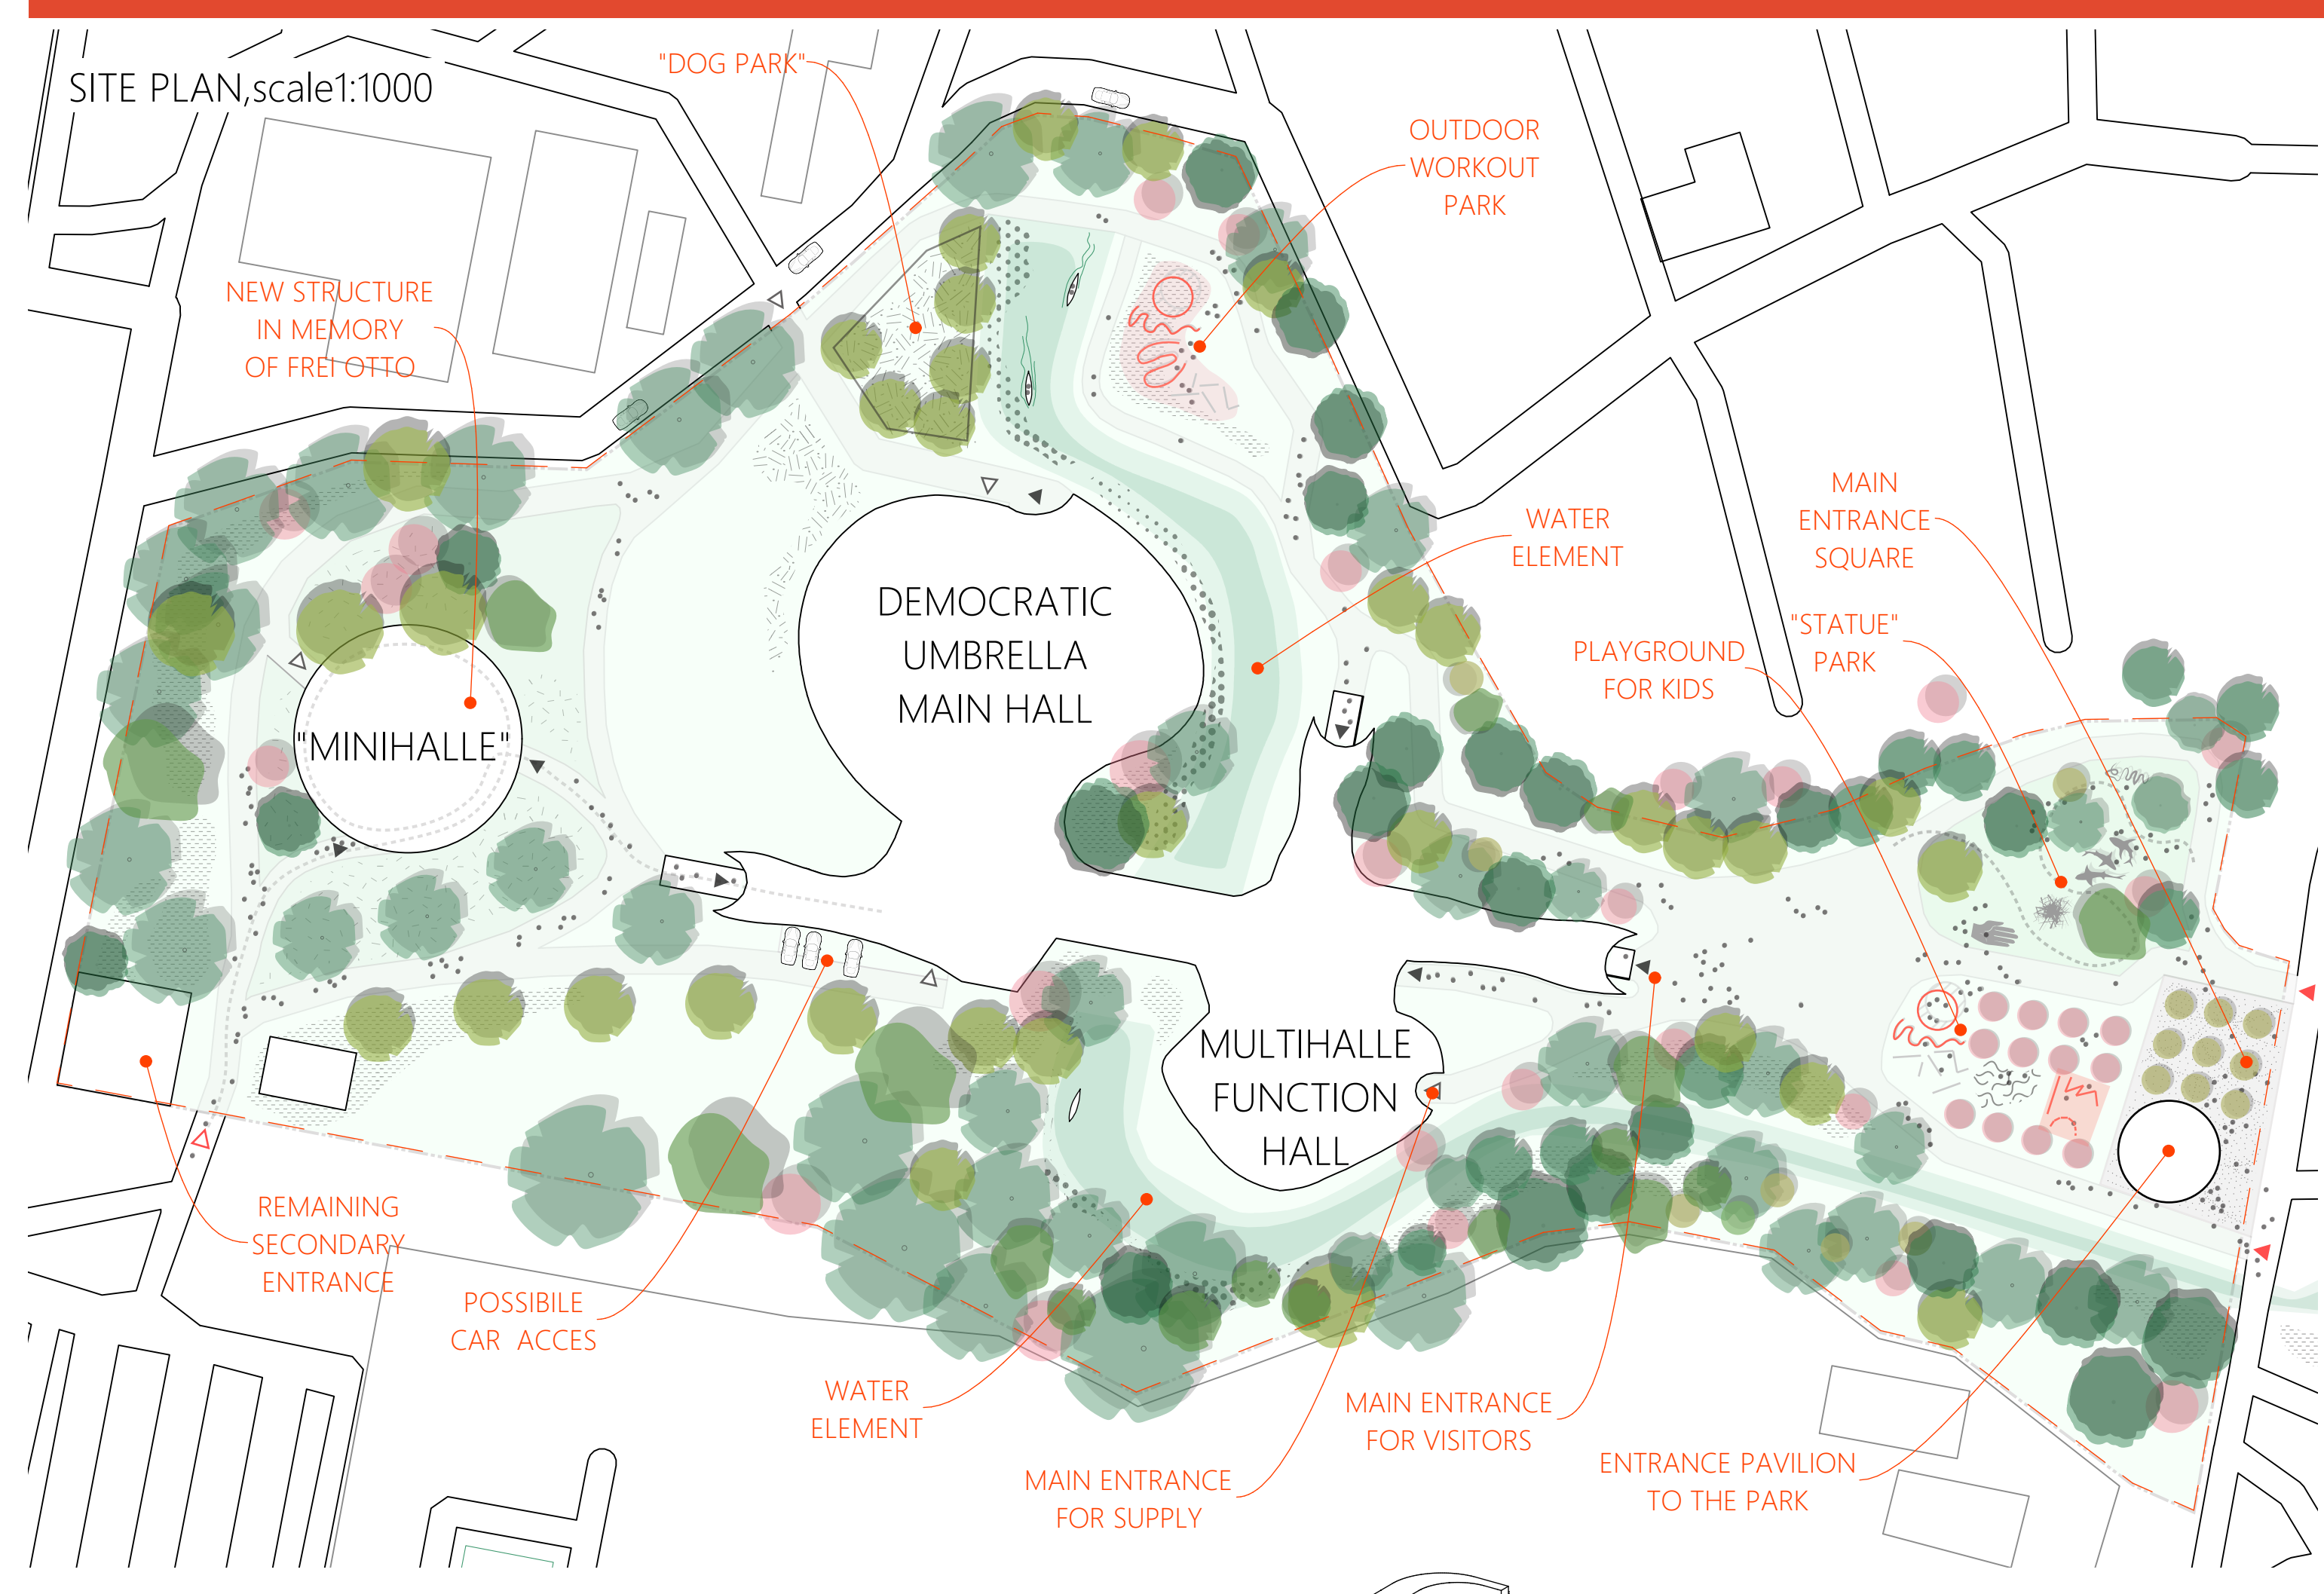 SITE PLAN,scale1:1000
"DOG PARK"
OUTDOOR
WORKOUT
PARK
NEW STRUCTURE
IN MEMORY
OF FREI OTTO
MAIN
ENTRANCE
SQUARE
WATER
ELEMENT
DEMOCRATIC
UMBRELLA
MAIN HALL
"STATUE"
PARK
PLAYGROUND
FOR KIDS
"MINIHALLE"
MULTIHALLE
FUNCTION
HALL
REMAINING
SECONDARY
ENTRANCE
POSSIBILE
CAR ACCES
WATER
ELEMENT
MAIN ENTRANCE
FOR VISITORS
MAIN ENTRANCE
FOR SUPPLY
ENTRANCE PAVILION
TO THE PARK